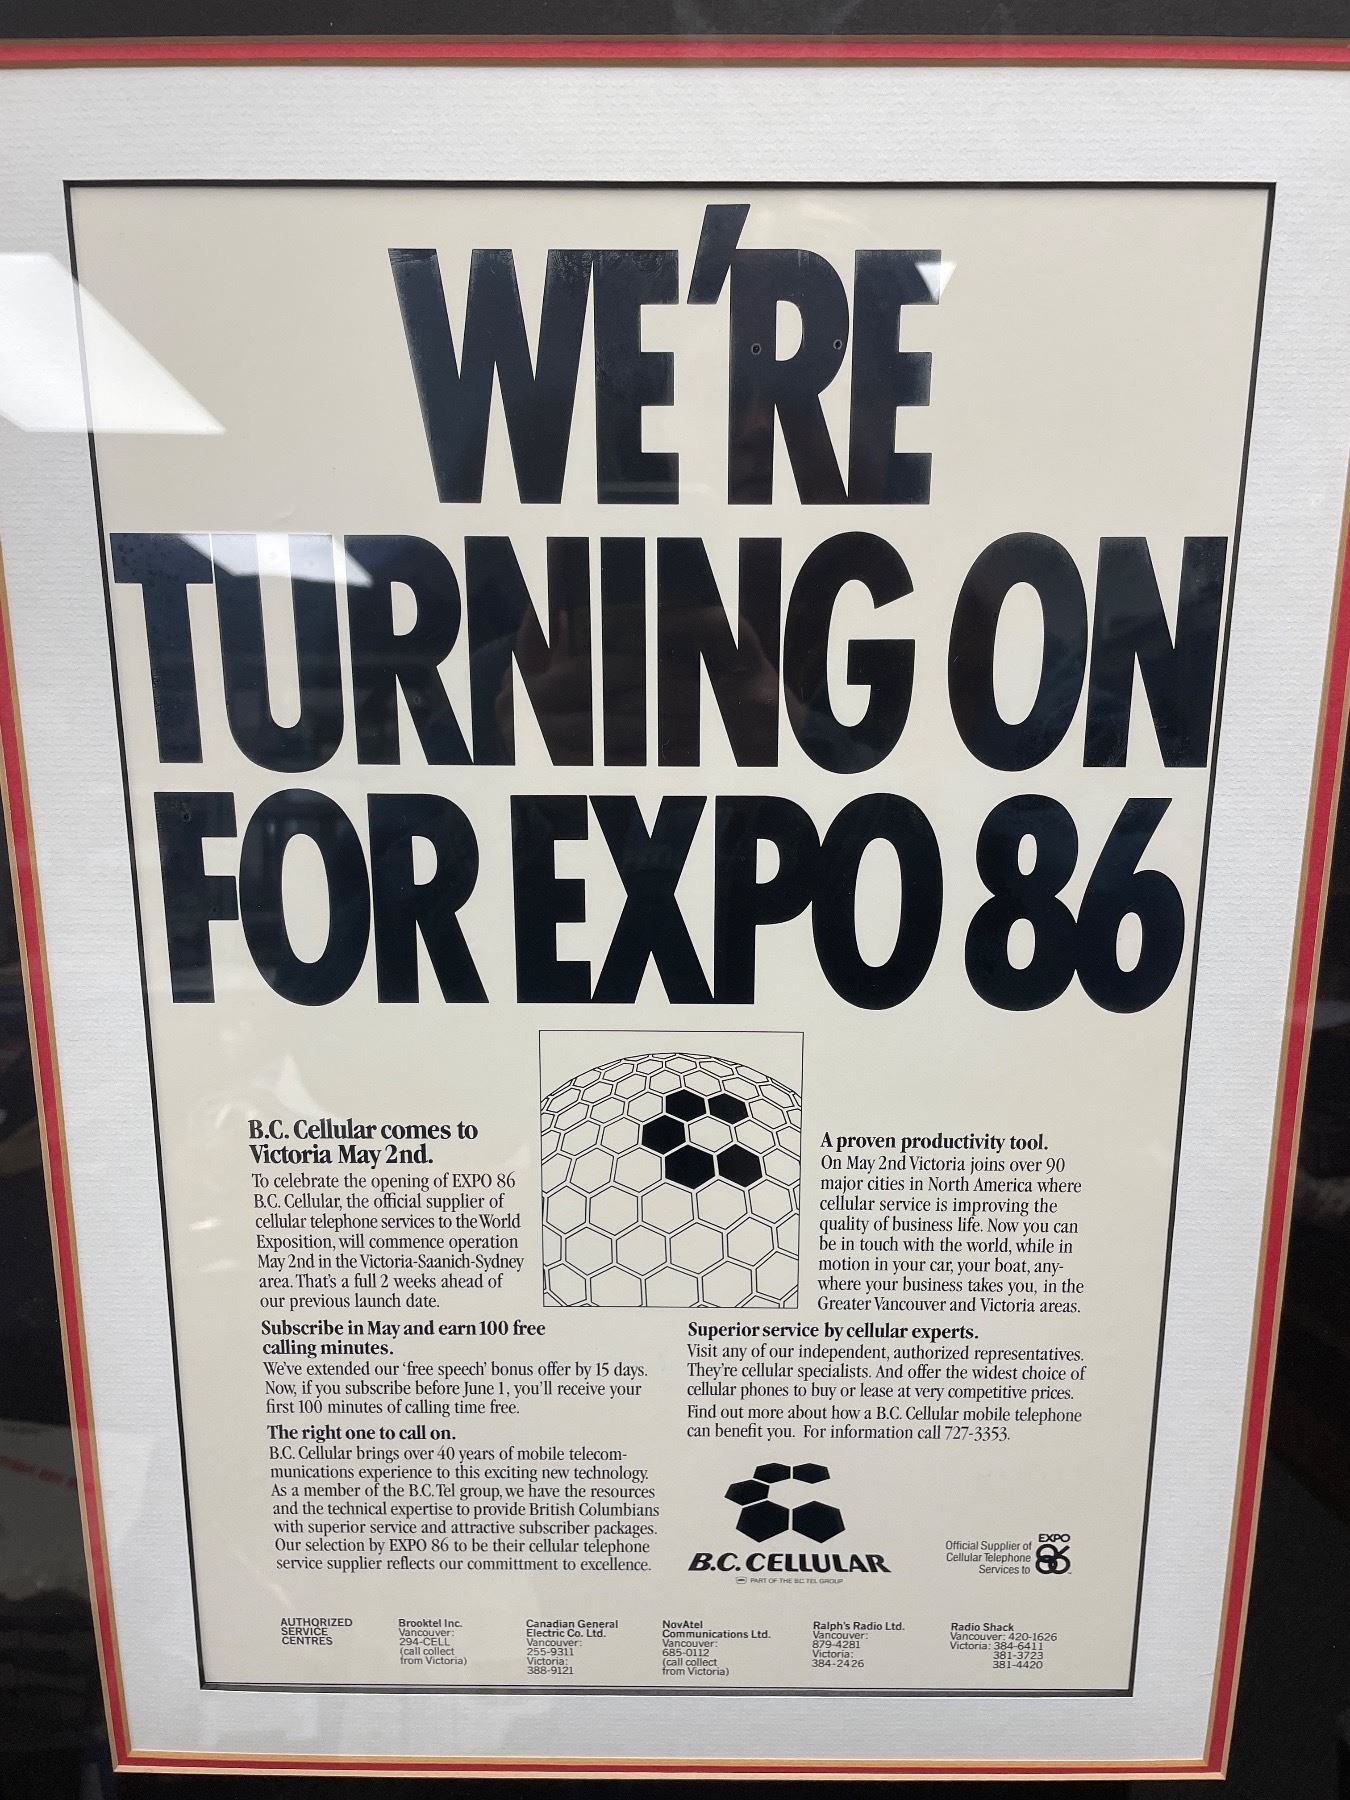 WE'RE
TURNING ON
FOR EXPO 86
B.C. Cellular comes to
Victoria May 2nd.
To celebrate the opening of EXPO 86
B.C. Cellular, the official supplier of
cellular telephone services to the World
Exposition, will commence operation
May 2nd in the Victoria-Saanich-Sydney
area. That's a full 2 weeks ahead of
our previous launch date.
Subscribe in May and earn 100 free
calling minutes.
We've extended our 'free speech' bonus offer by 15 days.
Now, if you subscribe before June 1, you'll receive your
first 100 minutes of calling time free.
The right one to call on.
B.C. Cellular brings over 40 years of mobile telecom-
munications experience to this exciting new technology.
As a member of the B.C. Tel group, we have the resources
and the technical expertise to provide British Columbians
with superior service and attractive subscriber packages.
Our selection by EXPO 86 to be their cellular telephone
service supplier reflects our committment to excellence.
A proven productivity tool.
On May 2nd Victoria joins over 90
major cities in North America where
cellular service is improving the
quality of business life. Now you can
be in touch with the world, while in
motion in your car, your boat, any-
where your business takes you, in the
Greater Vancouver and Victoria areas.
Superior service by cellular experts.
Visit any of our independent, authorized representatives.
They're cellular specialists. And offer the widest choice of
cellular phones to buy or lease at very competitive prices.
Find out more about how a B.C. Cellular mobile telephone
can benefit you. For information call 727-3353.
B.C. CELLULAR
PART OF THE B.C. TEL GROUP
Official Supplier of
Cellular Telephone
Services to
EXPO
86
AUTHORIZED
SERVICE
CENTRES
Brooktel Inc.
Vancouver:
294-CELL
(call collect
from Victoria)
Canadian General
Electric Co. Ltd.
Vancouver:
255-9311
Victoria:
388-9121
NovAtel
Communications Ltd.
Vancouver:
685-0112
(call collect
from Victoria)
Ralph's Radio Ltd.
Vancouver:
879-4281
Victoria:
384-2426
Radio Shack
Vancouver: 420-1626
Victoria: 384-6411
381-3723
381-4420